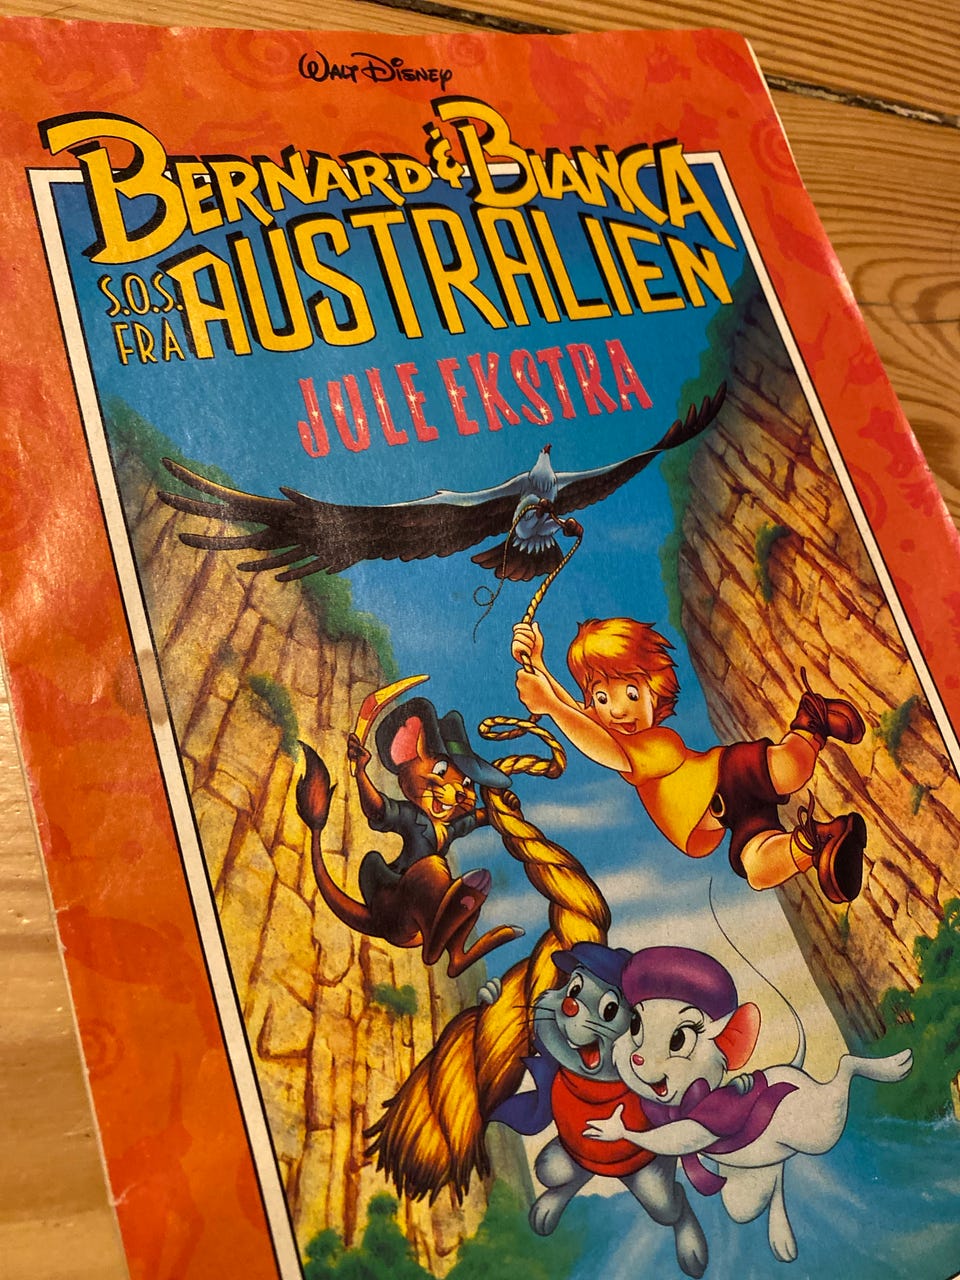 WALT DISNEY
BERNARD & BIANCA
S.O.S. FRA AUSTRALIEN
JULE EKSTRA